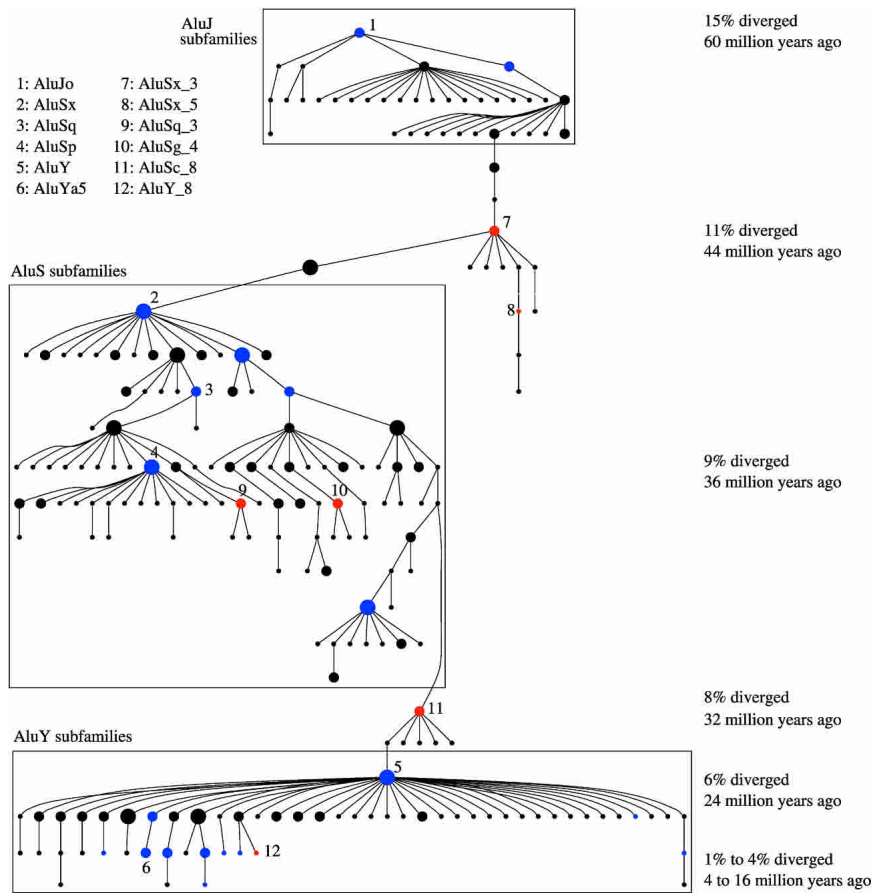 AluJ
subfamilies
1
15% diverged
60 million years ago
1: AluJo
2: AluSx
3: AluSq
4: AluSp
5: AluY
6: AluYa5
7: AluSx_3
8: AluSx_5
9: AluSq_3
10: AluSg_4
11: AluSc_8
12: AluY_8
7
11% diverged
44 million years ago
AluS subfamilies
2
8
3
4
9% diverged
36 million years ago
9
10
8% diverged
32 million years ago
11
AluY subfamilies
5
6% diverged
24 million years ago
6
12
1% to 4% diverged
4 to 16 million years ago